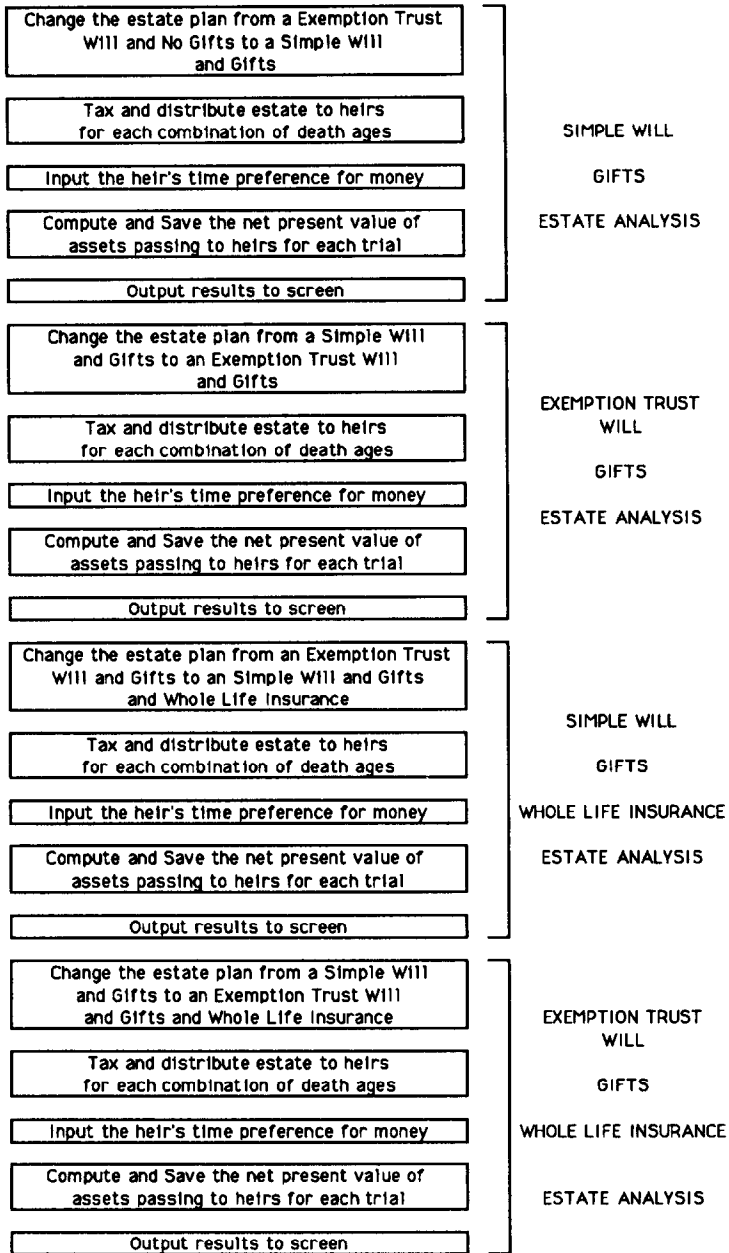 Change the estate plan from a Exemption Trust
Will and No Gifts to a Simple Will
and Gifts
Tax and distribute estate to heirs
for each combination of death ages
Input the heir's time preference for money
Compute and Save the net present value of
assets passing to heirs for each trial
Output results to screen
SIMPLE WILL
GIFTS
ESTATE ANALYSIS
Change the estate plan from a Simple Will
and Gifts to an Exemption Trust Will
and Gifts
Tax and distribute estate to heirs
for each combination of death ages
Input the heir's time preference for money
Compute and Save the net present value of
assets passing to heirs for each trial
Output results to screen
EXEMPTION TRUST
WILL
GIFTS
ESTATE ANALYSIS
Change the estate plan from an Exemption Trust
Will and Gifts to an Simple Will and Gifts
and Whole Life Insurance
Tax and distribute estate to heirs
for each combination of death ages
Input the heir's time preference for money
Compute and Save the net present value of
assets passing to heirs for each trial
Output results to screen
SIMPLE WILL
GIFTS
WHOLE LIFE INSURANCE
ESTATE ANALYSIS
Change the estate plan from a Simple Will
and Gifts to an Exemption Trust Will
and Gifts and Whole Life Insurance
Tax and distribute estate to heirs
for each combination of death ages
Input the heir's time preference for money
Compute and Save the net present value of
assets passing to heirs for each trial
Output results to screen
EXEMPTION TRUST
WILL
GIFTS
WHOLE LIFE INSURANCE
ESTATE ANALYSIS